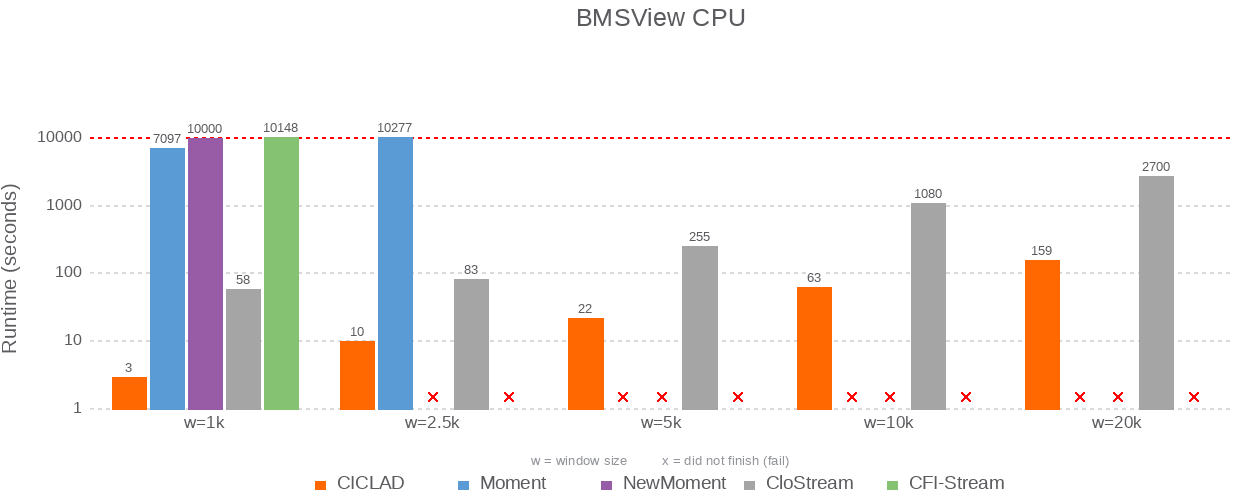 BMSView CPU
Runtime (seconds)
10000
1000
100
10
1
3
7097
10000
58
10148
10
10277
83
22
255
63
1080
159
2700
w=1k
w=2.5k
w=5k
w=10k
w=20k
w = window size x = did not finish (fail)
CICLAD Moment NewMoment CloStream CFI-Stream